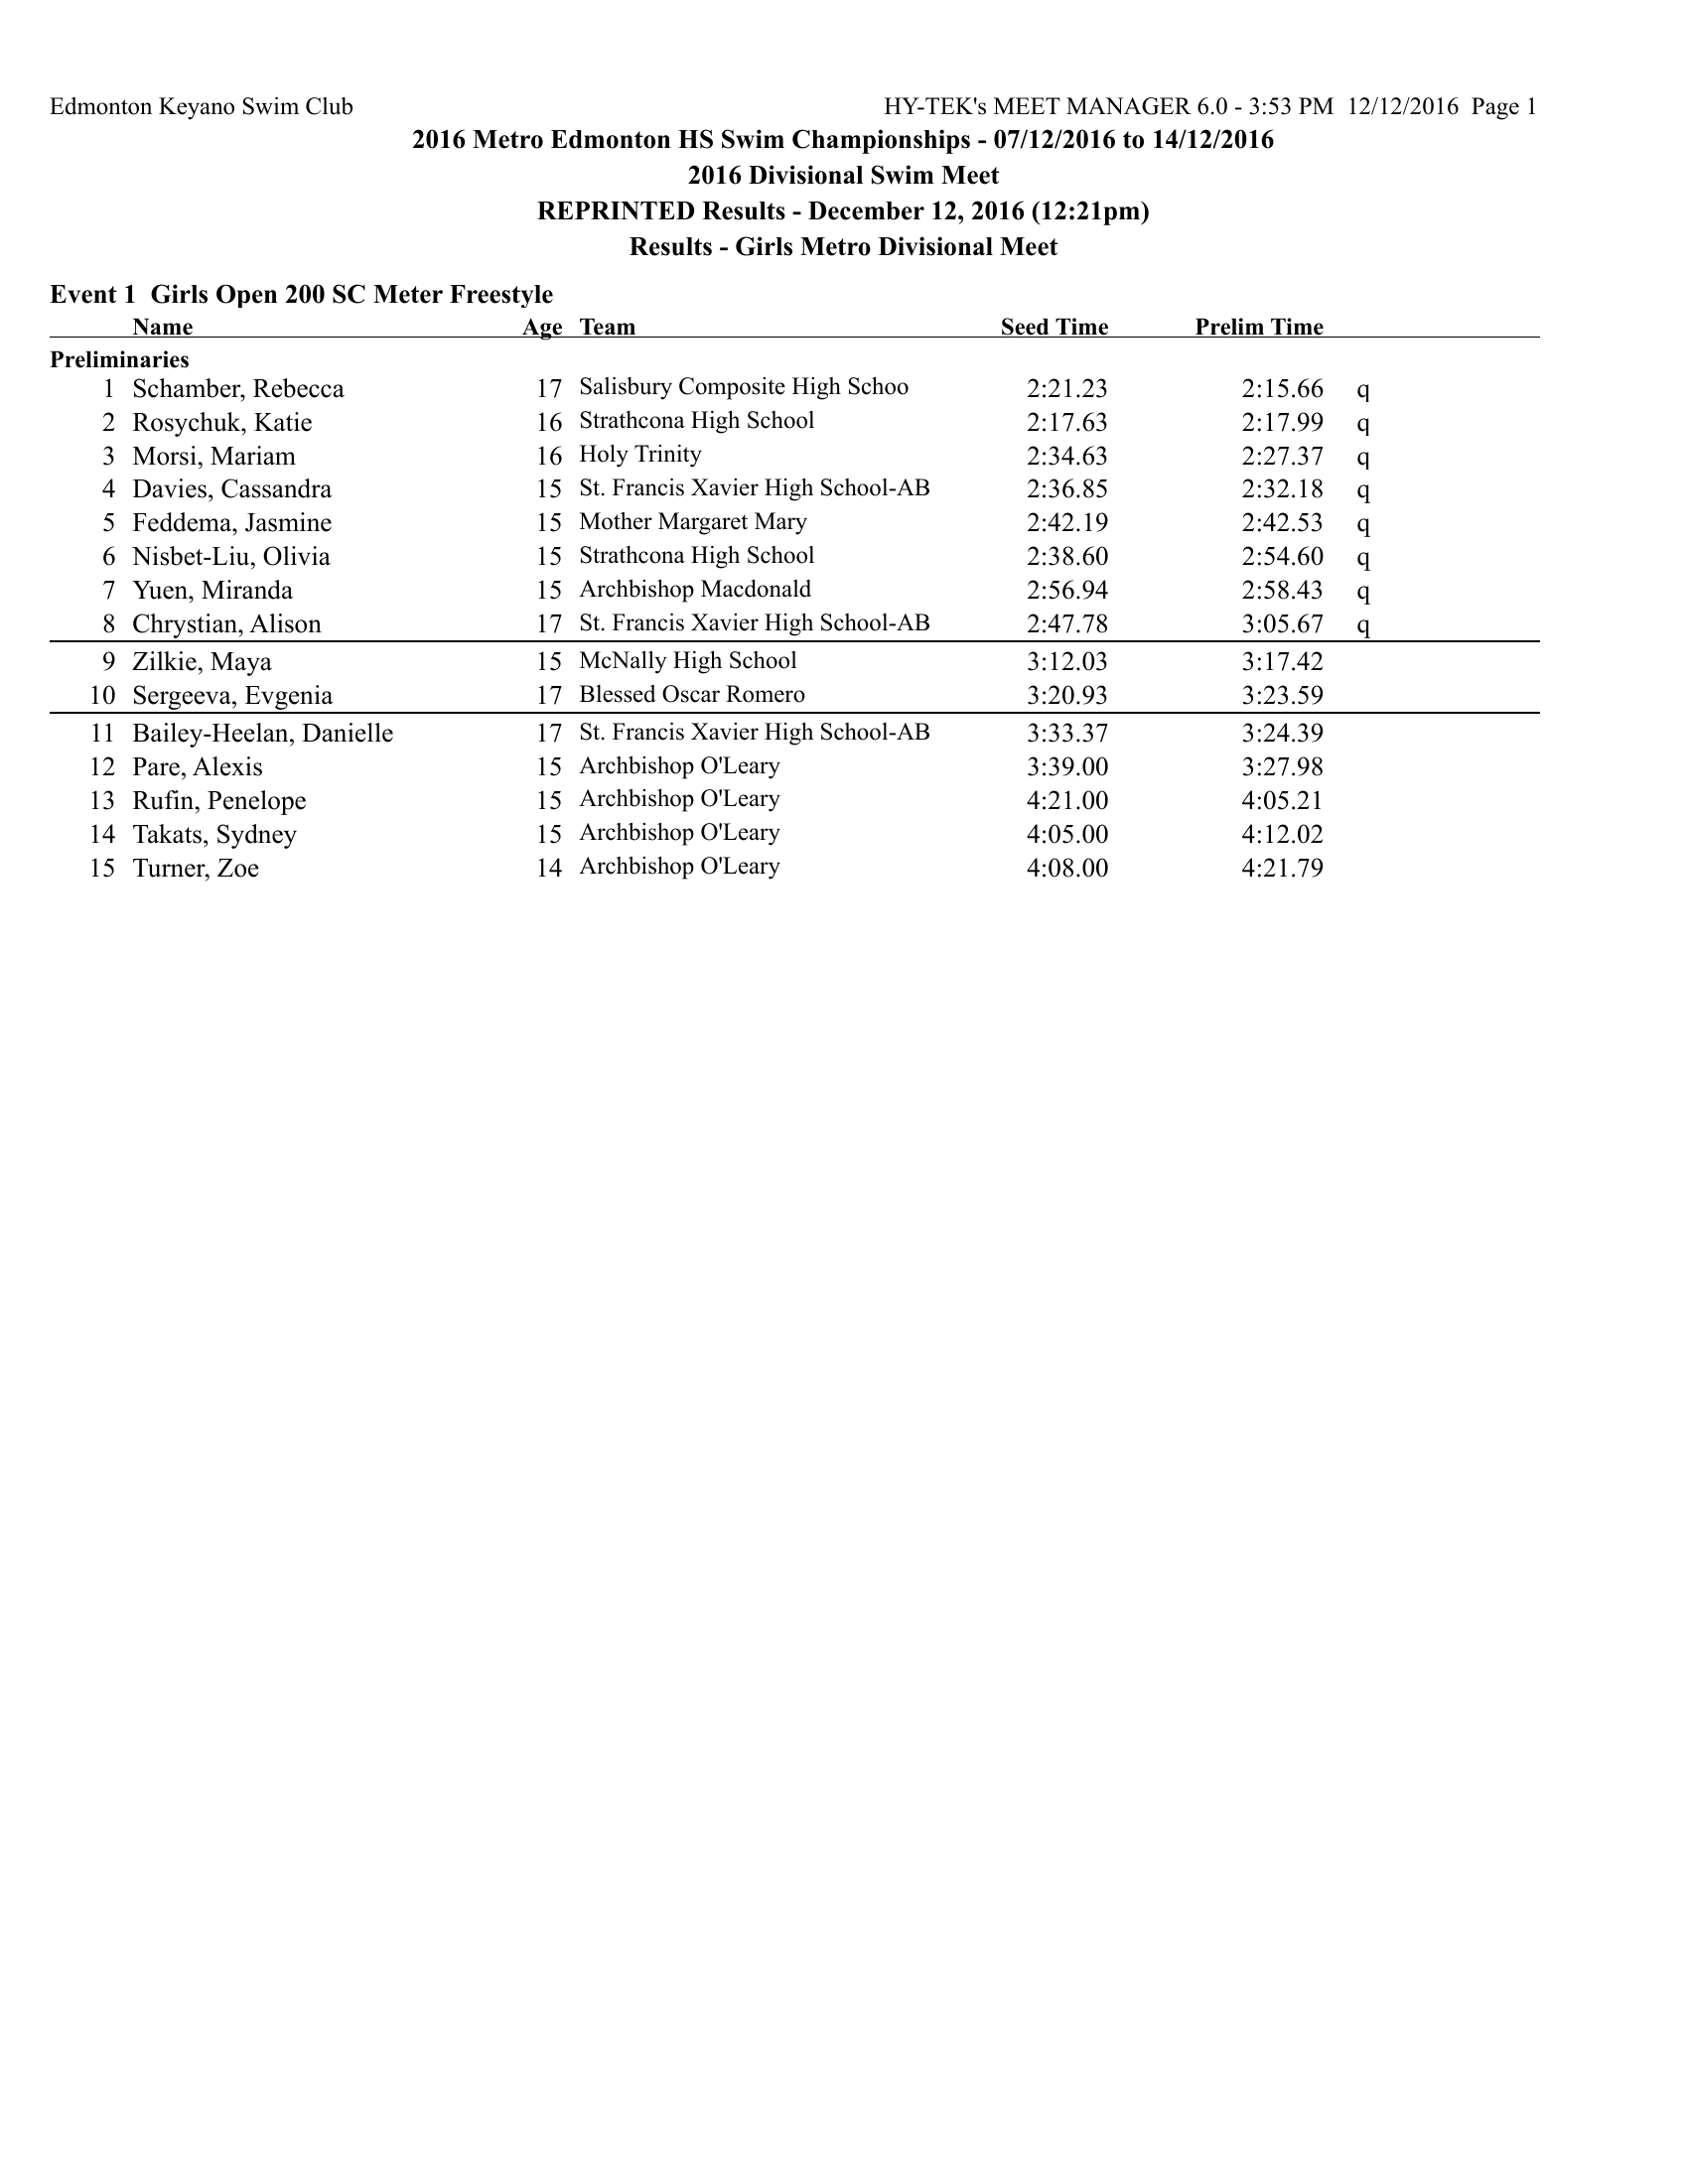 Edmonton Keyano Swim Club HY-TEK's MEET MANAGER 6.0 - 3:53 PM 12/12/2016 Page 1
2016 Metro Edmonton HS Swim Championships - 07/12/2016 to 14/12/2016
2016 Divisional Swim Meet
REPRINTED Results - December 12, 2016 (12:21pm)
Results - Girls Metro Divisional Meet
Event 1 Girls Open 200 SC Meter Freestyle
Name Age Team Seed Time Prelim Time
Preliminaries
1 Schamber, Rebecca 17 Salisbury Composite High Schoo 2:21.23 2:15.66 q
2 Rosychuk, Katie 16 Strathcona High School 2:17.63 2:17.99 q
3 Morsi, Mariam 16 Holy Trinity 2:34.63 2:27.37 q
4 Davies, Cassandra 15 St. Francis Xavier High School-AB 2:36.85 2:32.18 q
5 Feddema, Jasmine 15 Mother Margaret Mary 2:42.19 2:42.53 q
6 Nisbet-Liu, Olivia 15 Strathcona High School 2:38.60 2:54.60 q
7 Yuen, Miranda 15 Archbishop Macdonald 2:56.94 2:58.43 q
8 Chrystian, Alison 17 St. Francis Xavier High School-AB 2:47.78 3:05.67 q
9 Zilkie, Maya 15 McNally High School 3:12.03 3:17.42
10 Sergeeva, Evgenia 17 Blessed Oscar Romero 3:20.93 3:23.59
11 Bailey-Heelan, Danielle 17 St. Francis Xavier High School-AB 3:33.37 3:24.39
12 Pare, Alexis 15 Archbishop O'Leary 3:39.00 3:27.98
13 Rufin, Penelope 15 Archbishop O'Leary 4:21.00 4:05.21
14 Takats, Sydney 15 Archbishop O'Leary 4:05.00 4:12.02
15 Turner, Zoe 14 Archbishop O'Leary 4:08.00 4:21.79